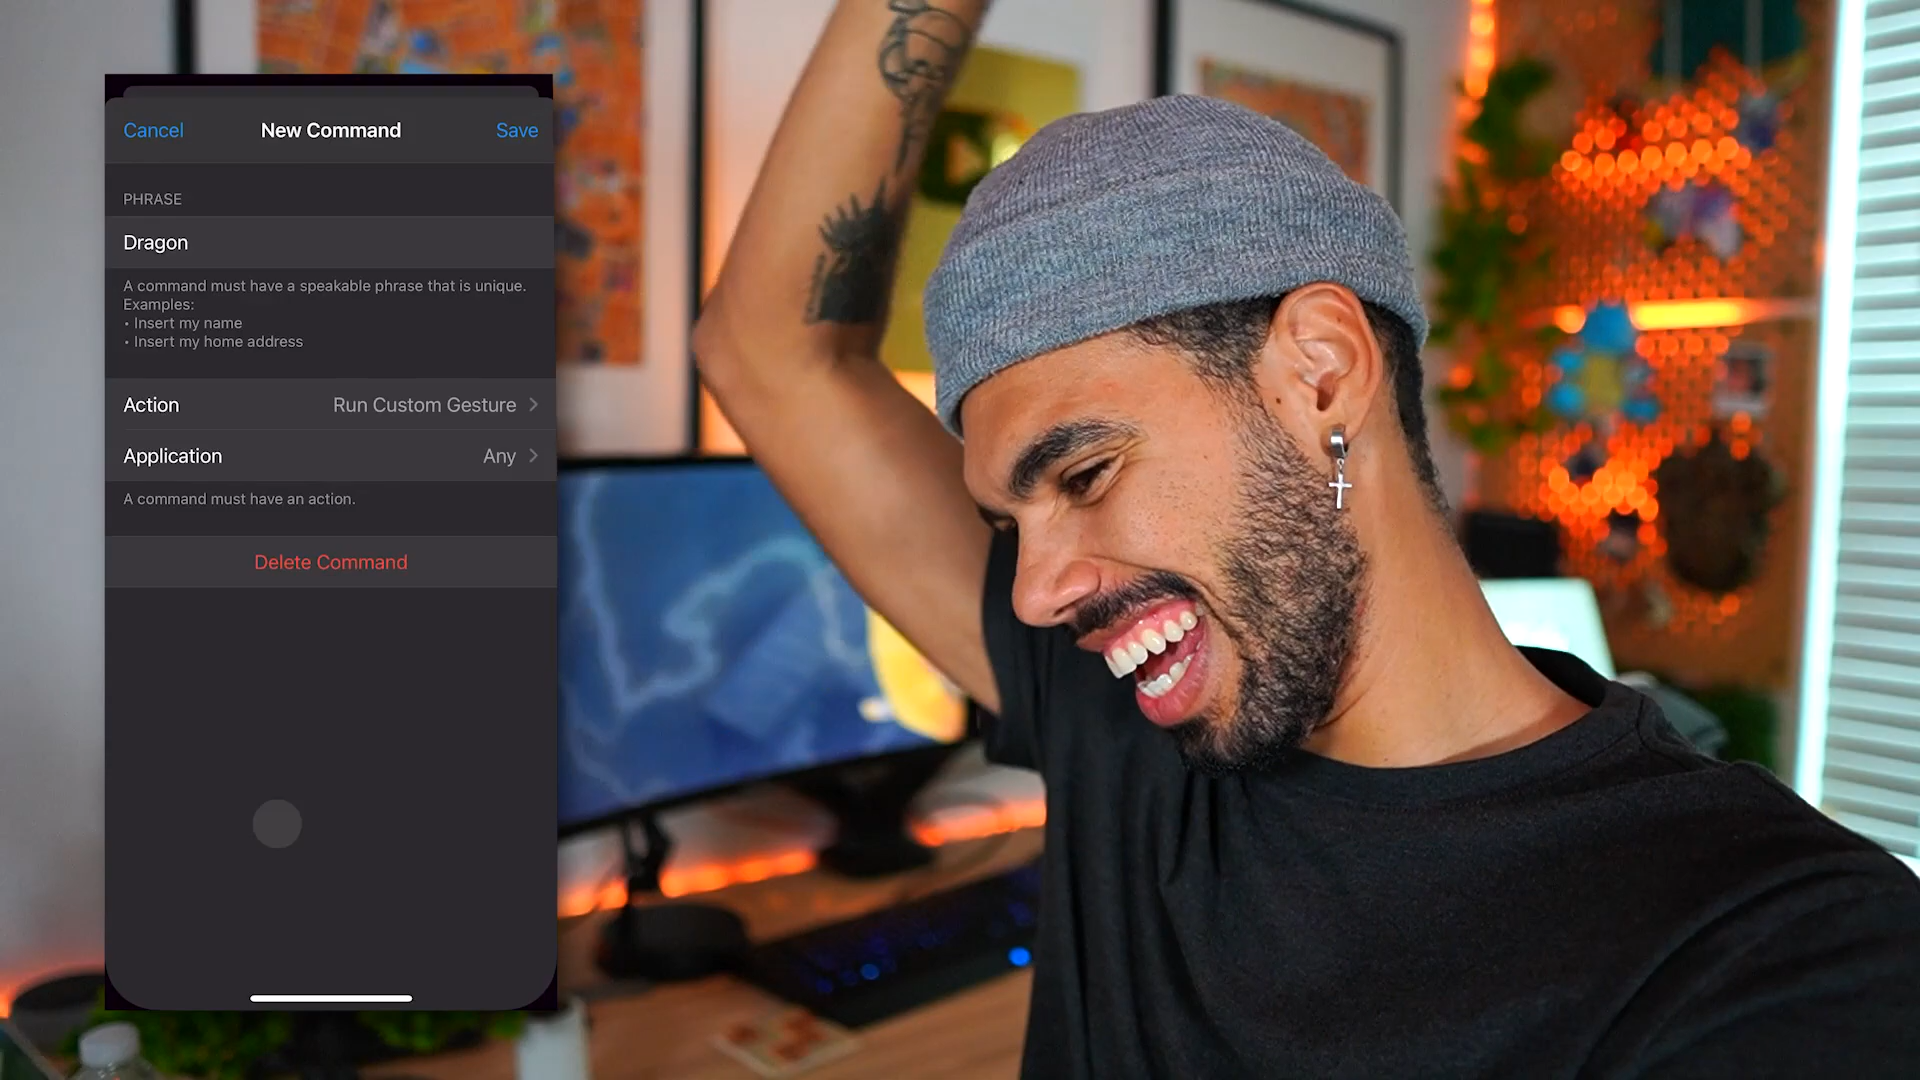 Cancel New Command Save
PHRASE
Dragon
A command must have a speakable phrase that is unique.
Examples:
• Insert my name
• Insert my home address
Action Run Custom Gesture
Application Any
A command must have an action.
Delete Command